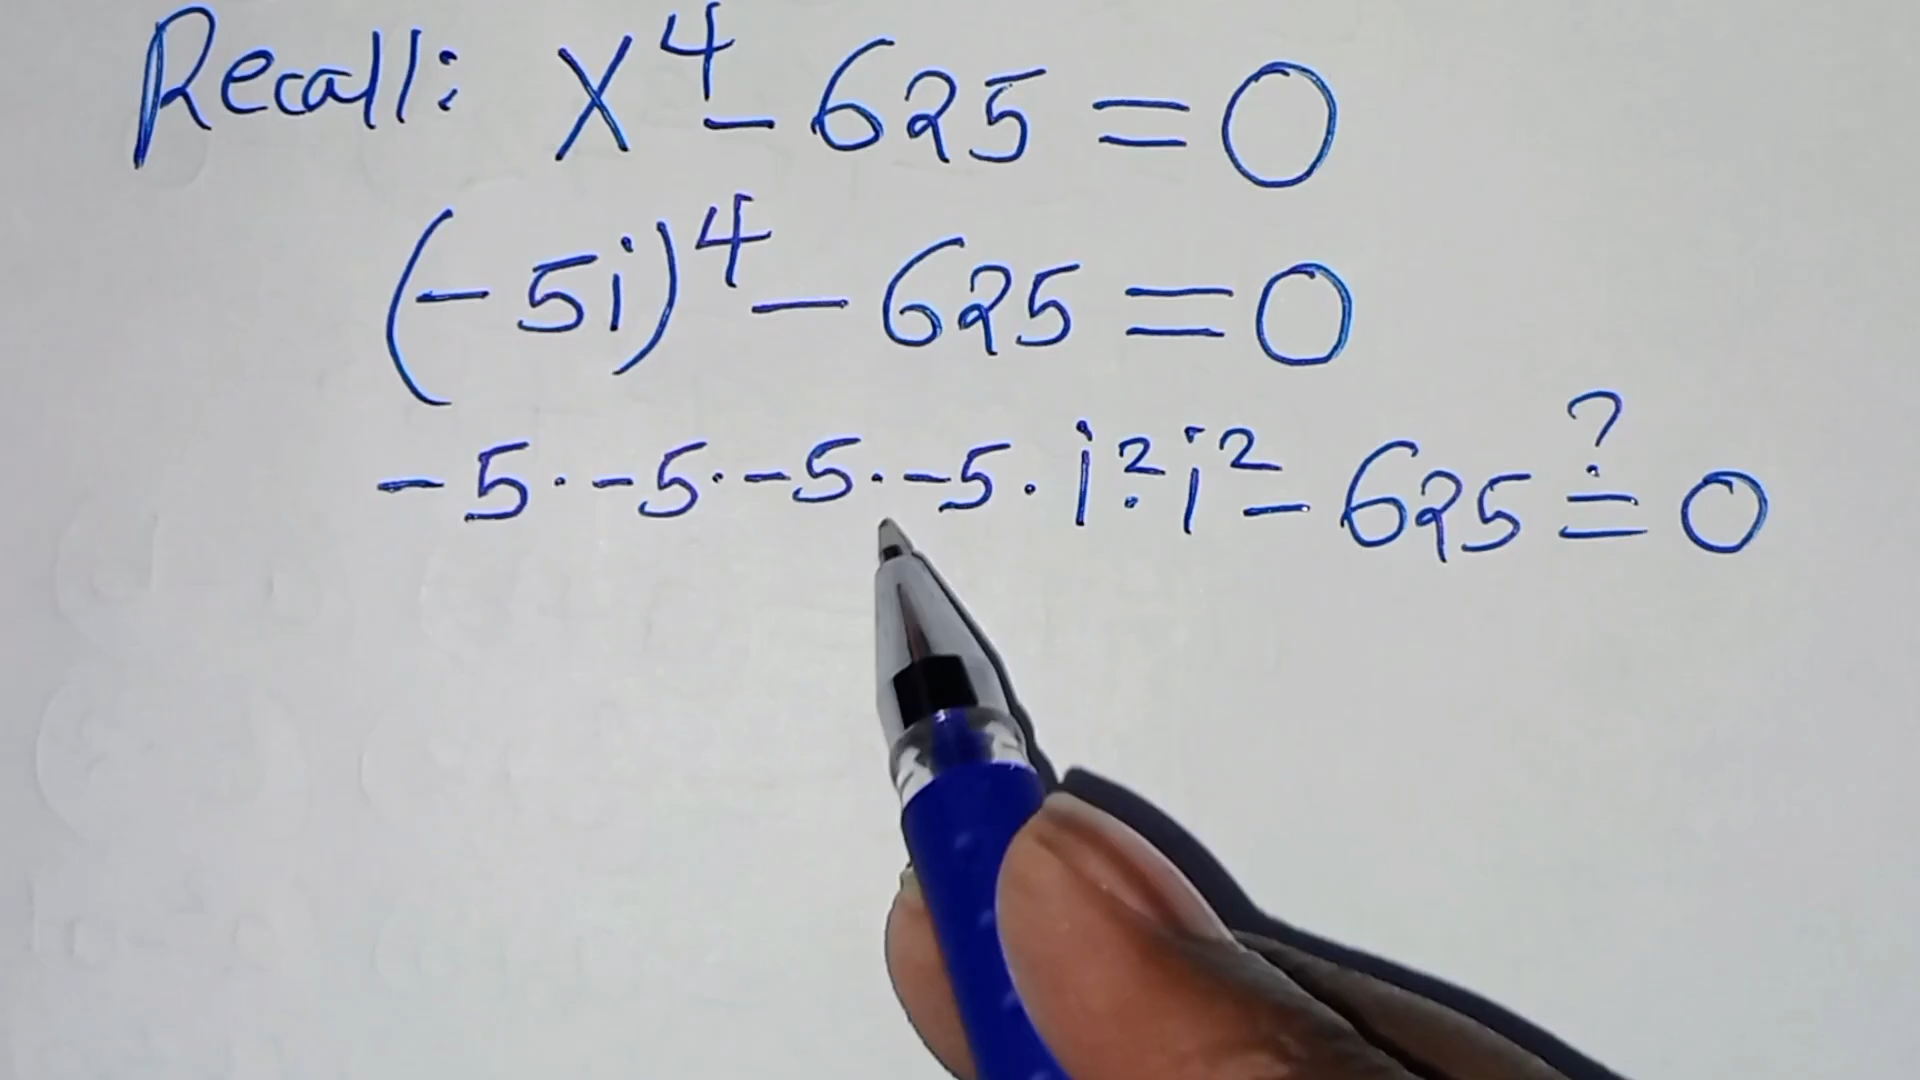 Recall: x⁴ - 625 = 0
(-5i)⁴ - 625 = 0
-5 · -5 · -5 · -5 · i² · i² - 625 ≟ 0